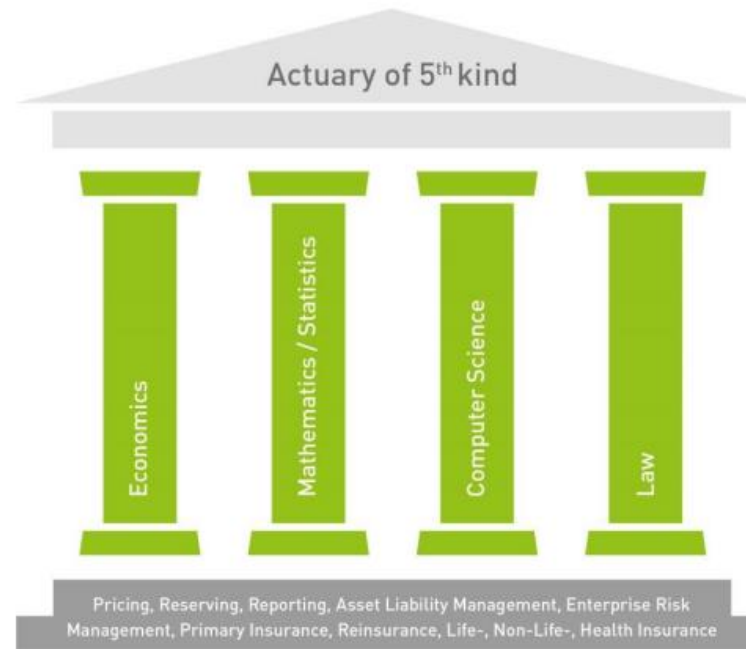 Actuary of 5th kind
Economics
Mathematics / Statistics
Computer Science
Law
Pricing, Reserving, Reporting, Asset Liability Management, Enterprise Risk
Management, Primary Insurance, Reinsurance, Life-, Non-Life-, Health Insurance